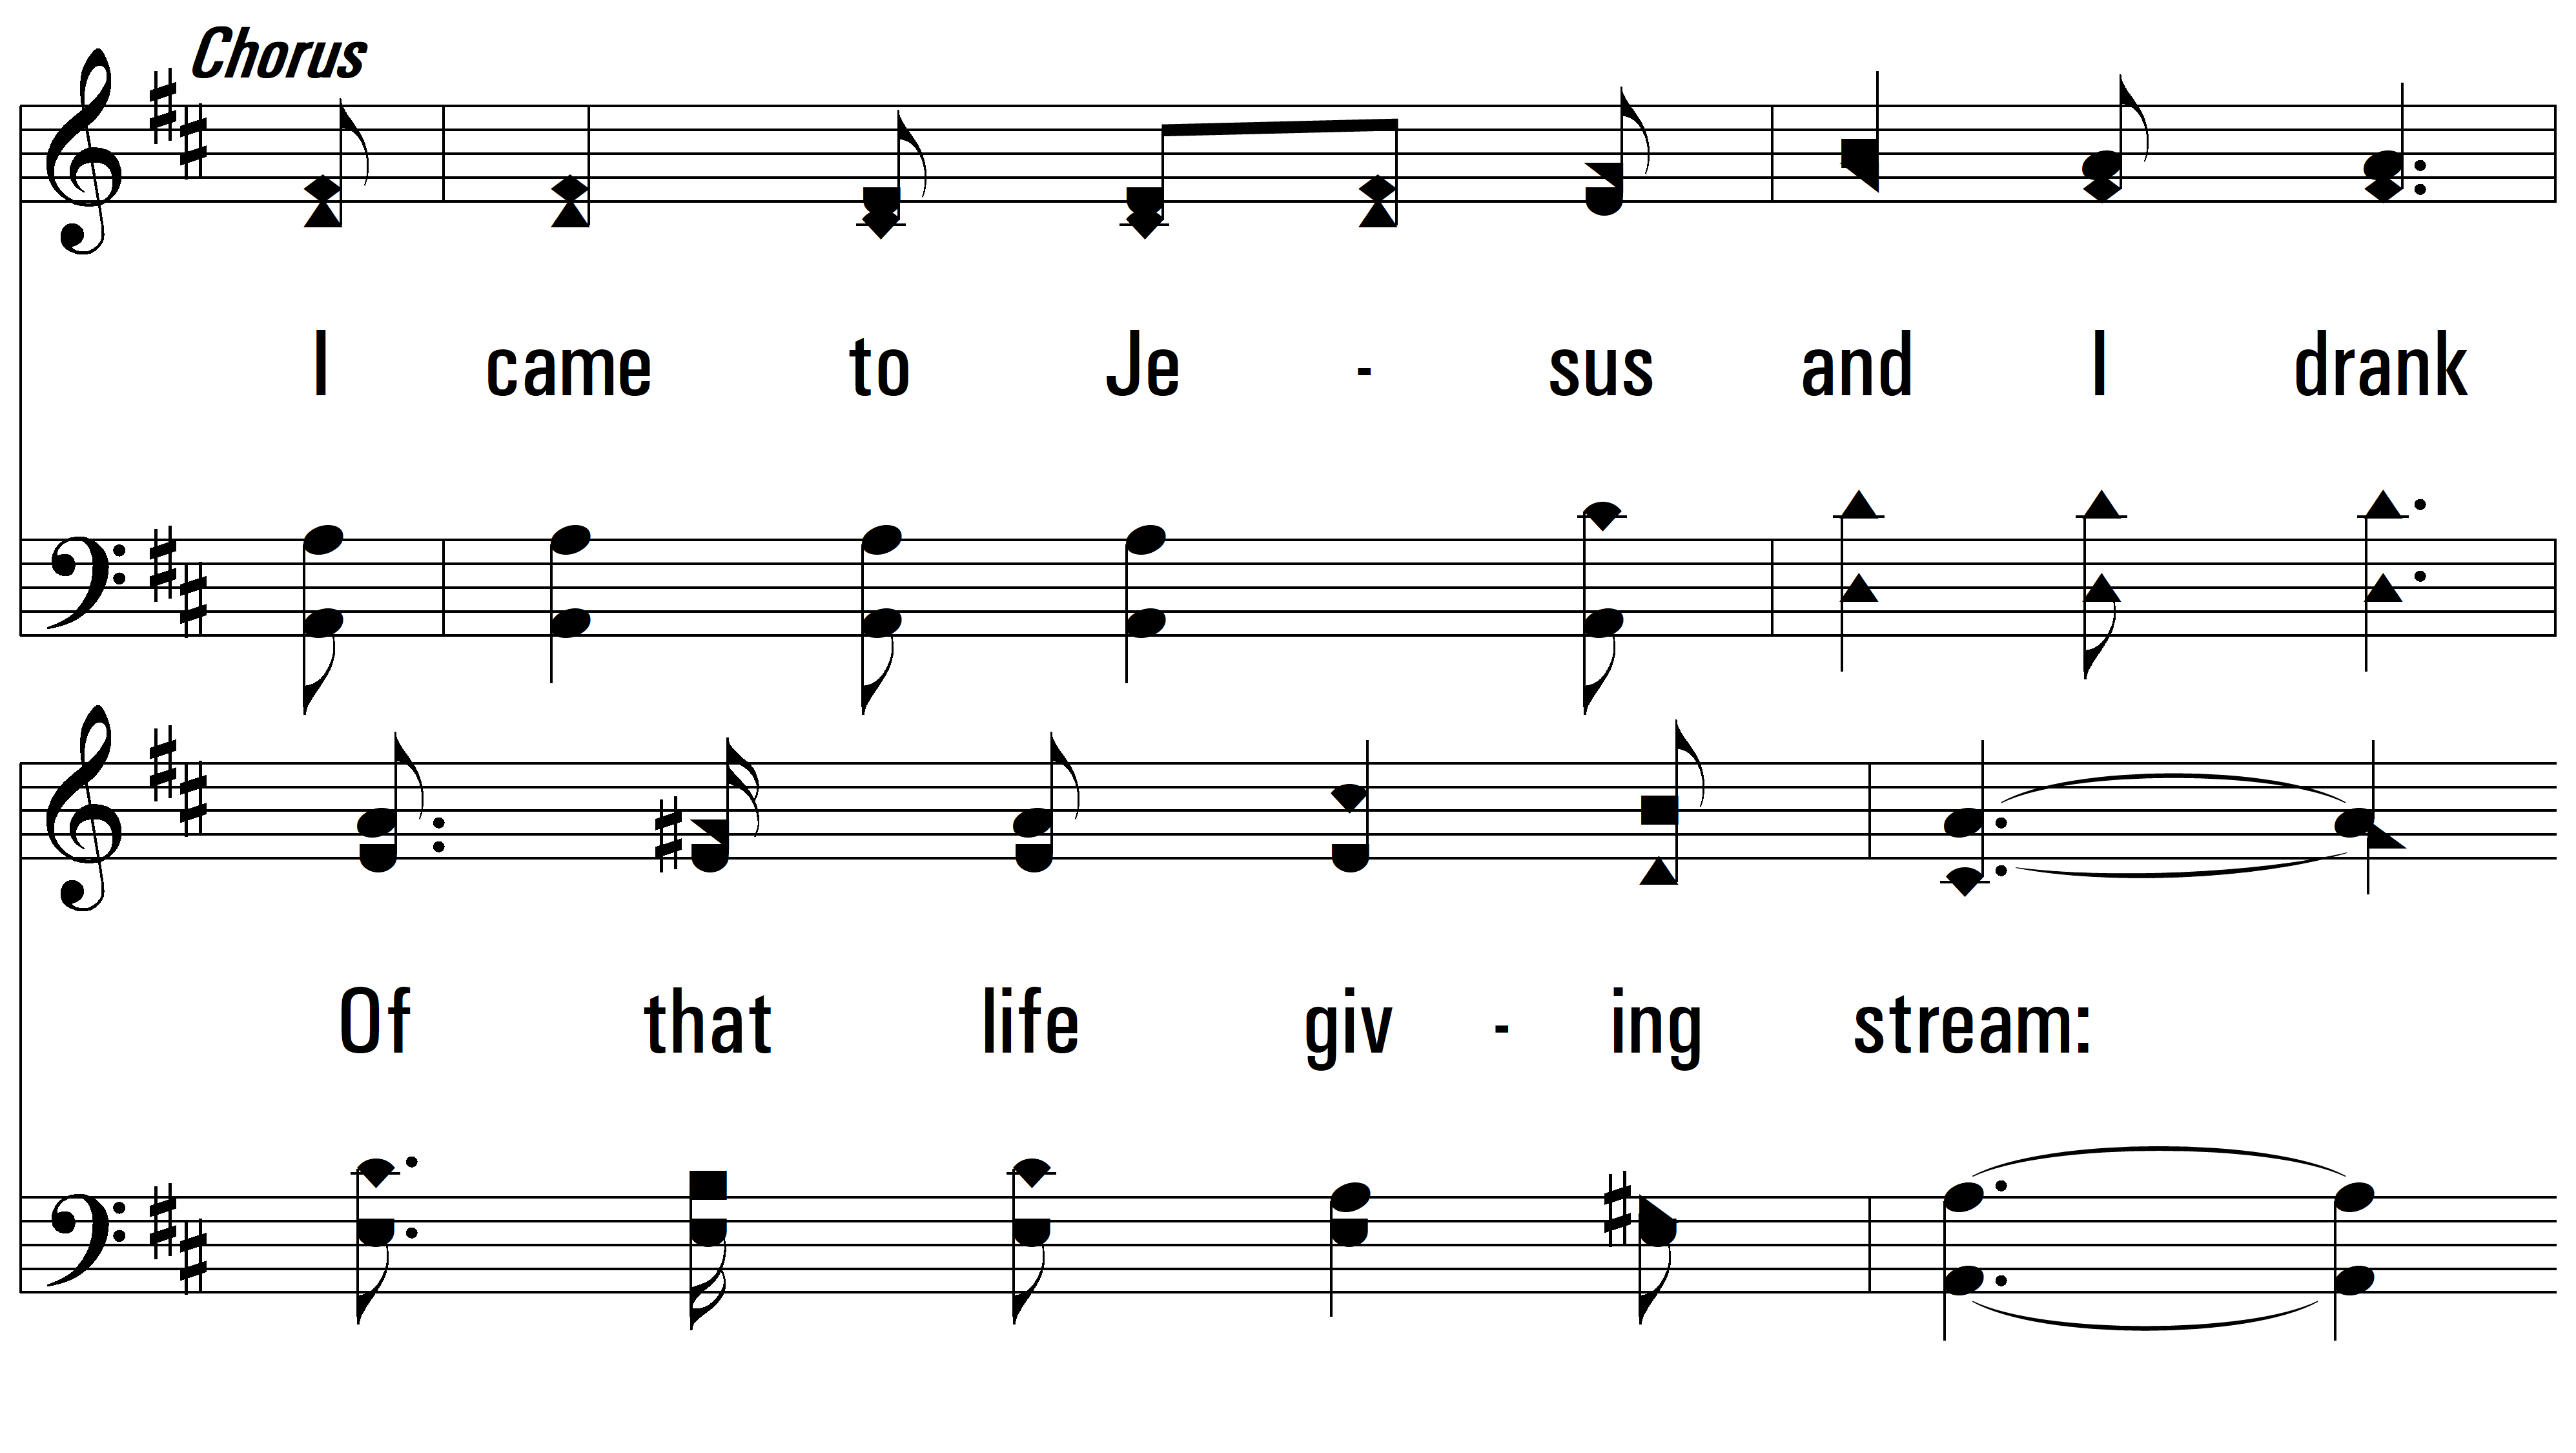 Chorus
I came to Je - sus and I drank
Of that life giv - ing stream: